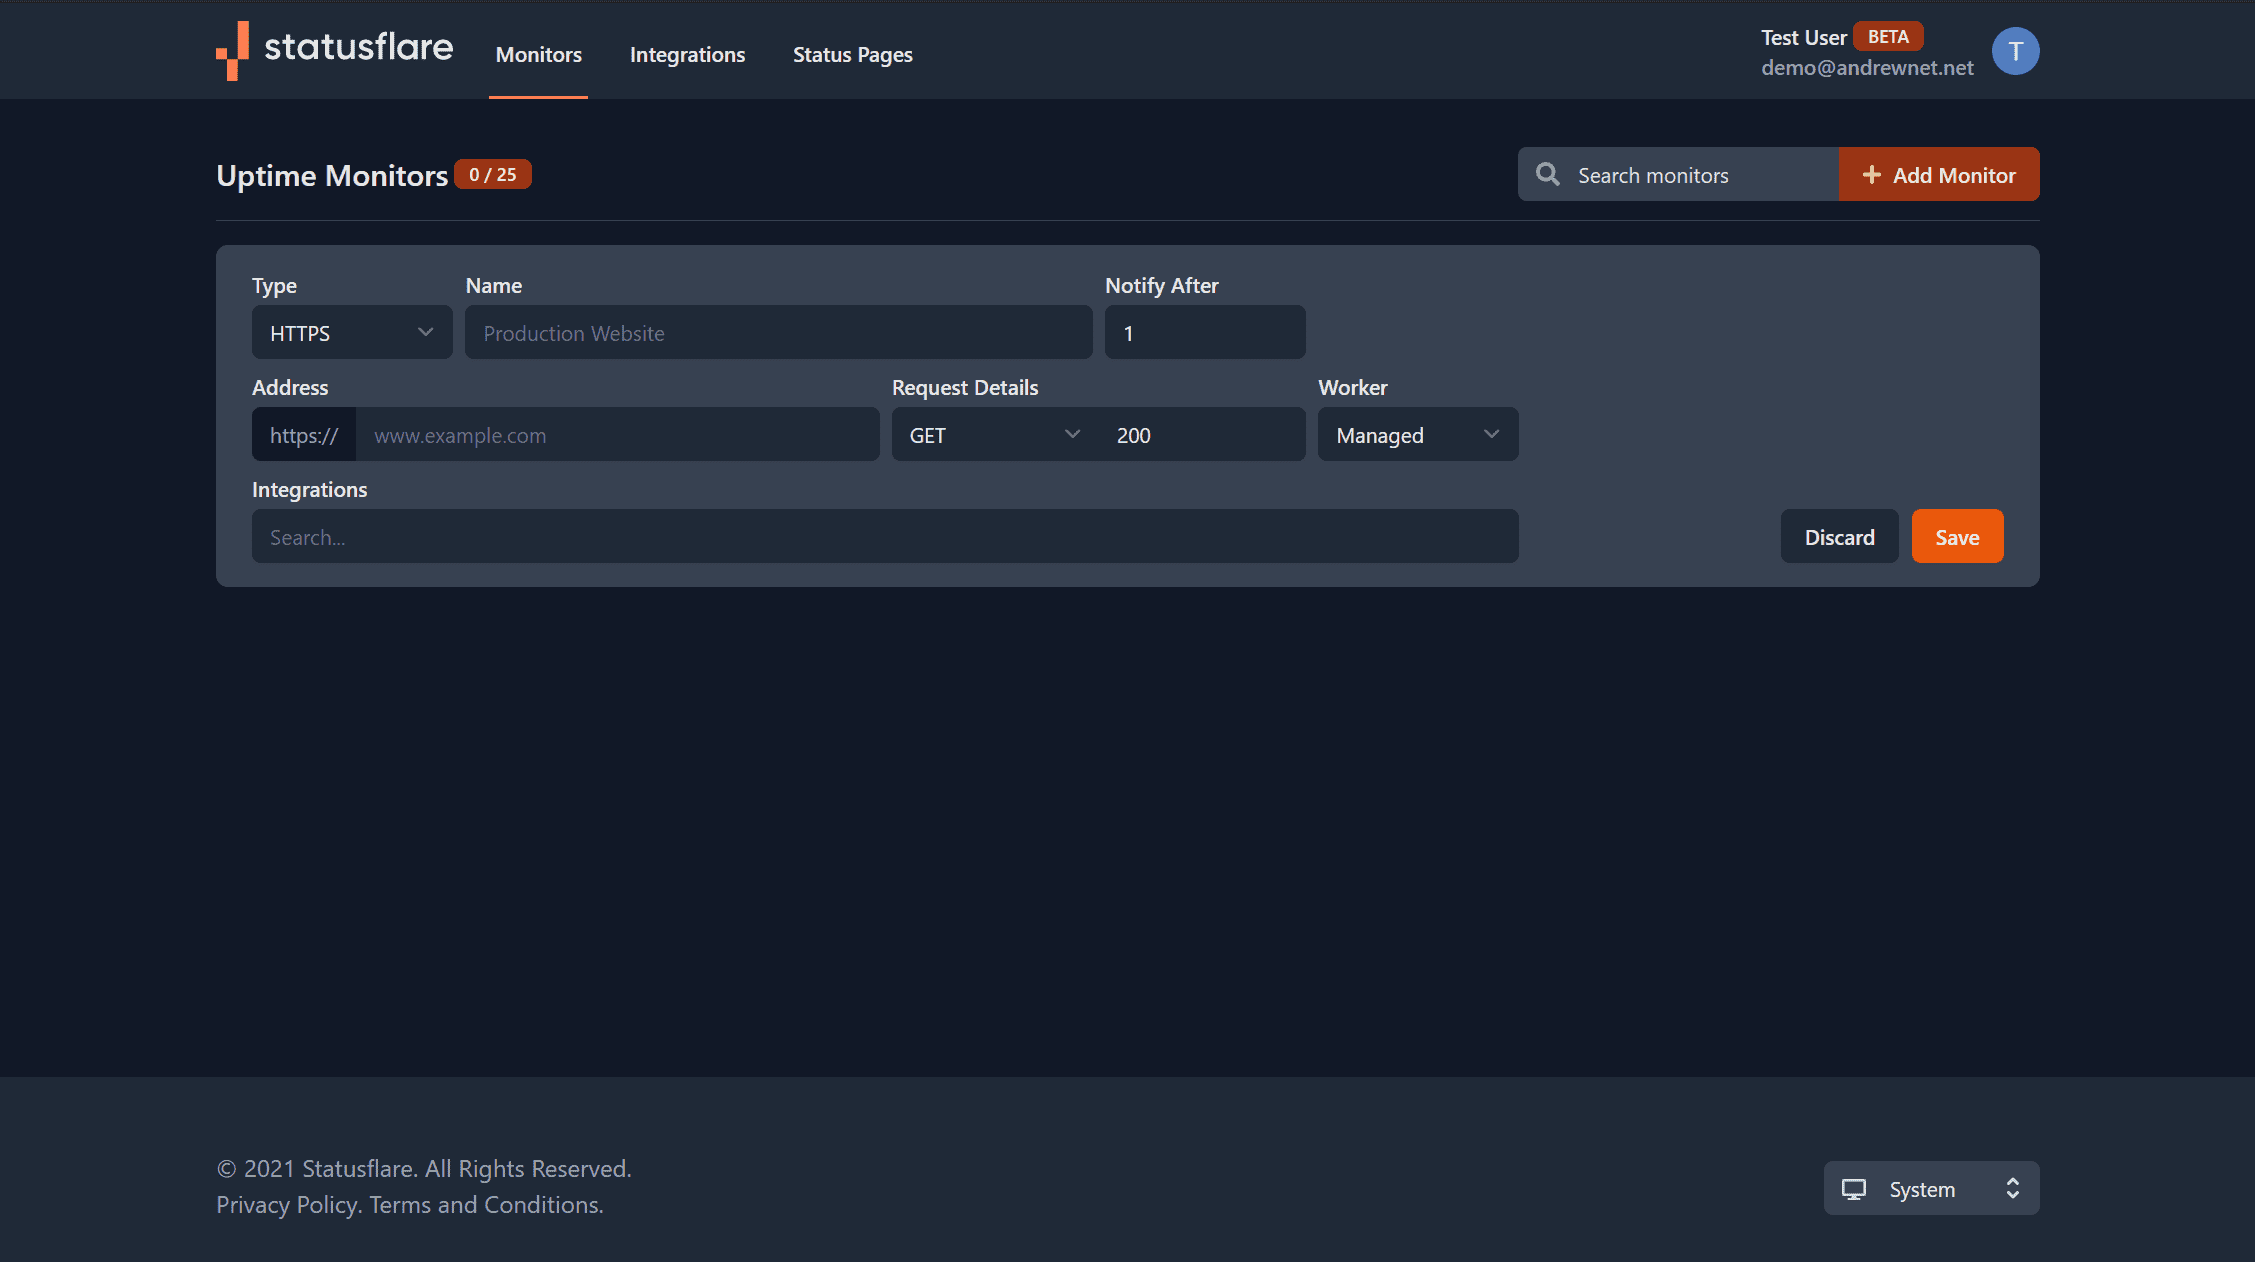 statusflare Monitors Integrations Status Pages
Test User BETA
demo@andrewnet.net
T
Uptime Monitors 0 / 25
Search monitors
Add Monitor
Type Name Notify After
HTTPS Production Website 1
Address Request Details Worker
https:// www.example.com GET 200 Managed
Integrations
Search...
Discard Save
© 2021 Statusflare. All Rights Reserved.
Privacy Policy. Terms and Conditions.
System